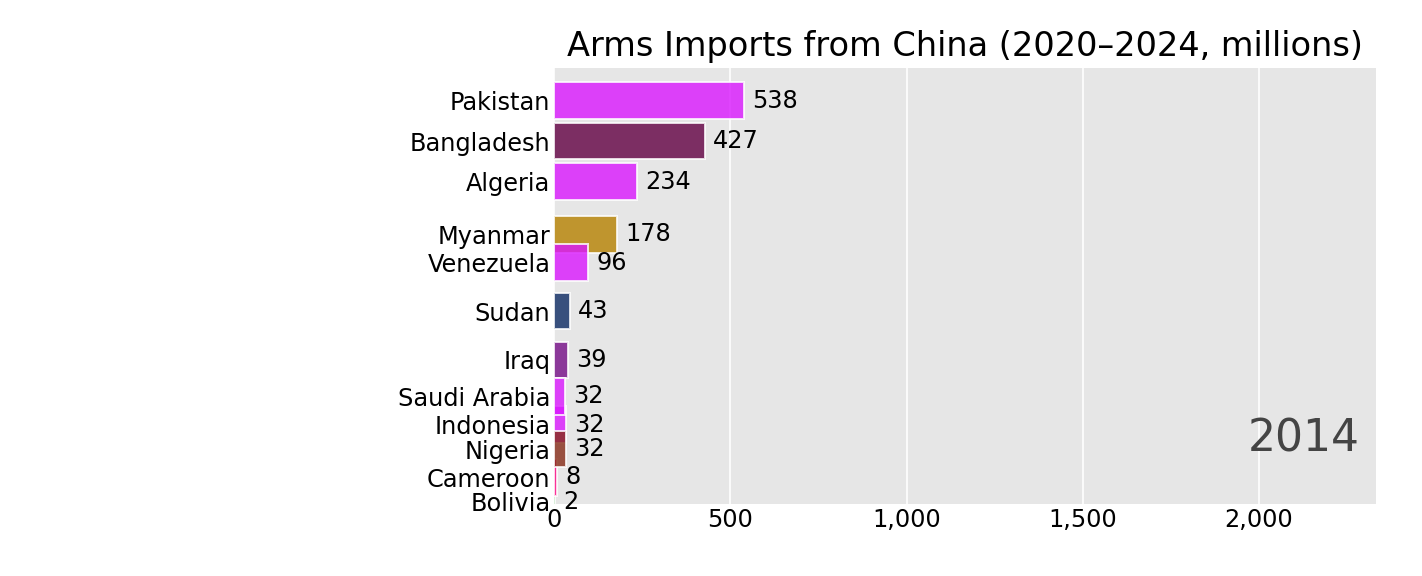 Arms Imports from China (2020–2024, millions)
Pakistan 538
Bangladesh 427
Algeria 234
Myanmar 178
Venezuela 96
Sudan 43
Iraq 39
Saudi Arabia 32
Indonesia 32
Nigeria 32
2014
Cameroon 8
Bolivia 2
0 500 1,000 1,500 2,000